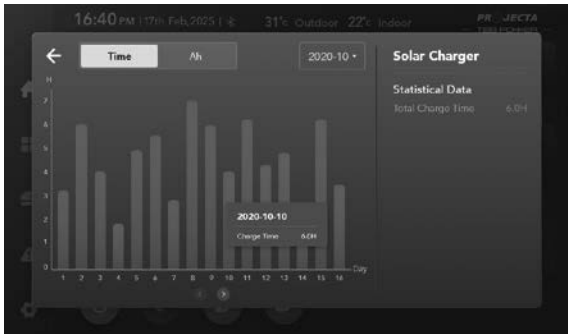 16:40 PM | 17th Feb,2025 | 31°c Outdoor 22°c Indoor PROJECTA
Time Ah 2020-10 Solar Charger
H
Statistical Data
Total Charge Time 6.0H
7
6
5
4
3
2
1
0
2020-10-10
Charge Time 6.0H
1 2 3 4 5 6 7 8 9 10 11 12 13 14 15 16 Day